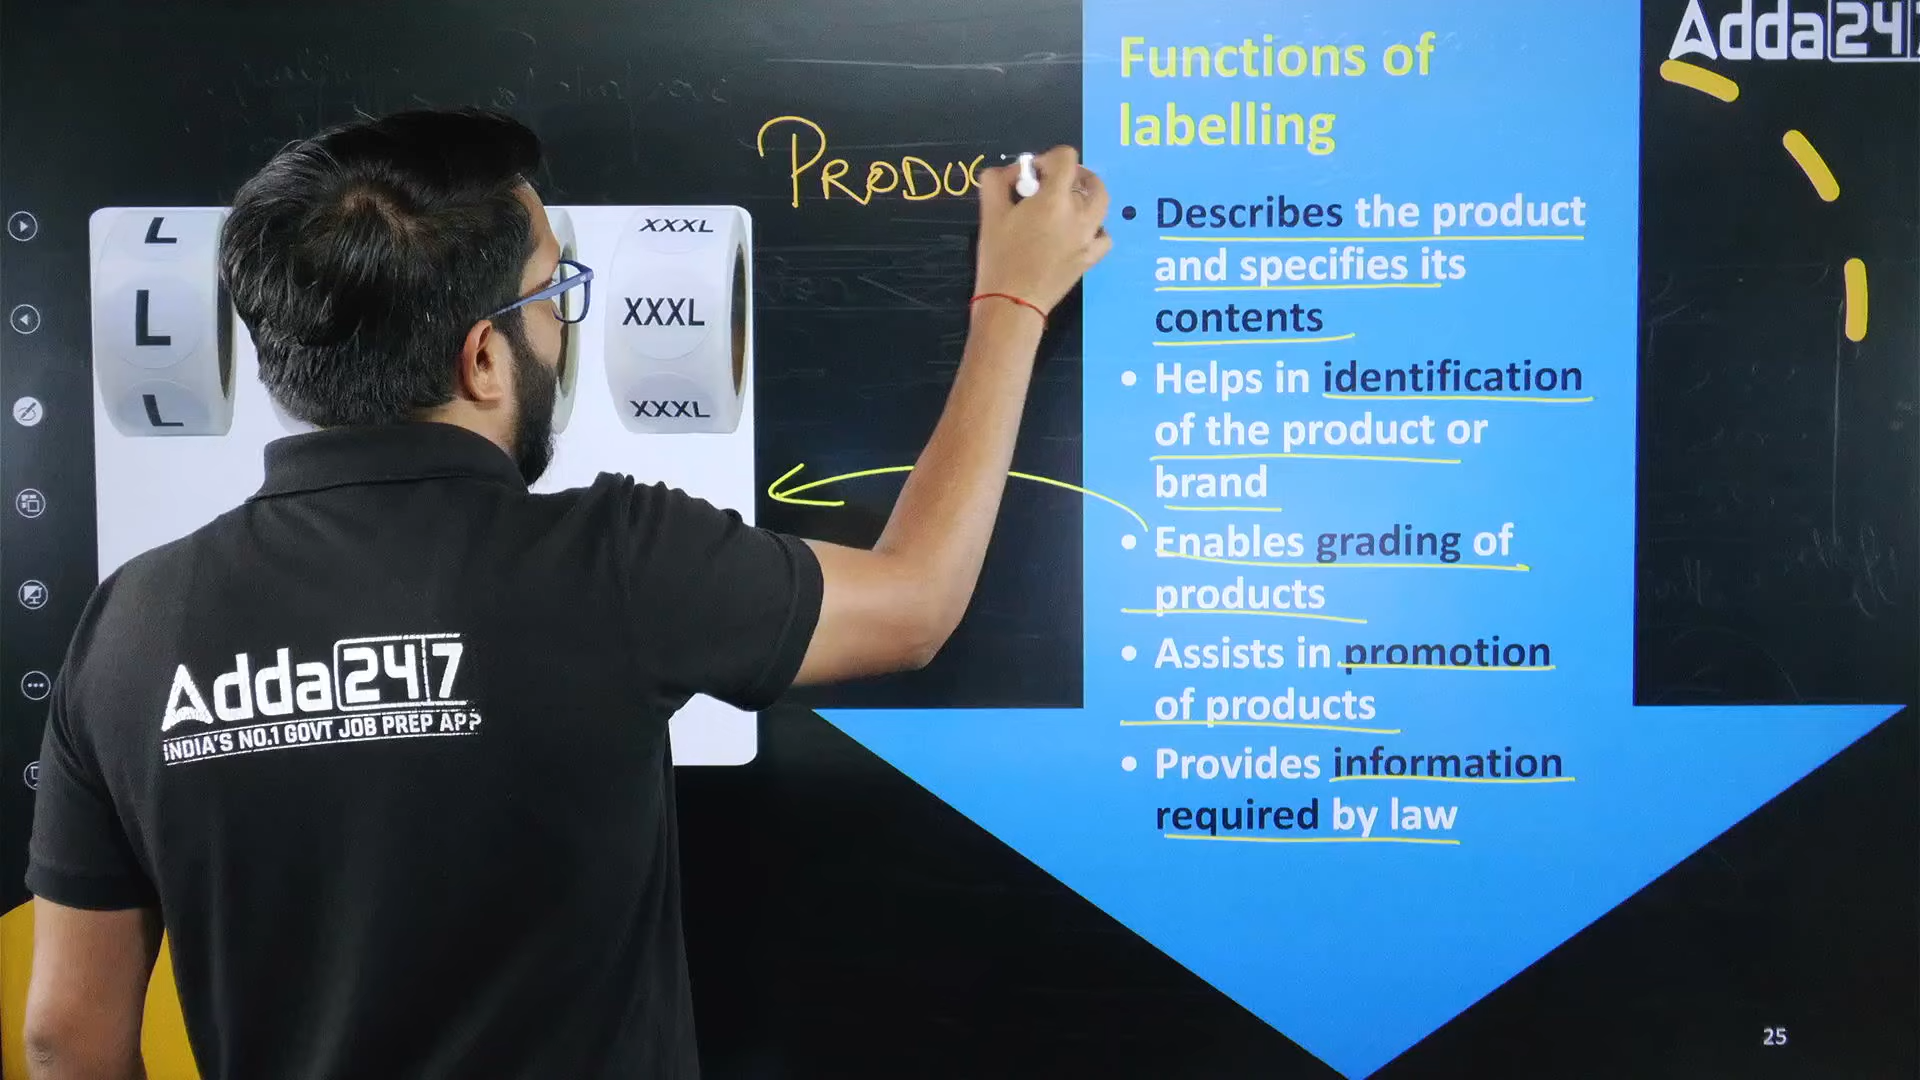 Adda247
Functions of
labelling
PRODUC
• Describes the product
and specifies its
contents
• Helps in identification
of the product or
brand
• Enables grading of
products
• Assists in promotion
of products
• Provides information
required by law
L
L
L
XXXL
XXXL
XXXL
Adda247
INDIA'S NO.1 GOVT JOB PREP APP
25